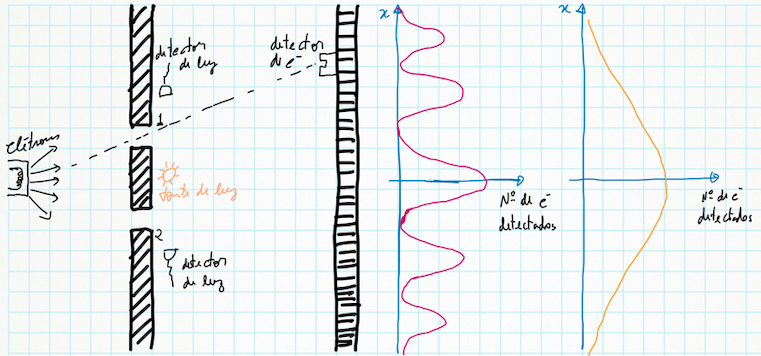 detector
de luz
1
elétrons
fonte de luz
2
detector
de luz
detector
de e⁻
x
Nº de e⁻
detectados
x
Nº de e⁻
detectados